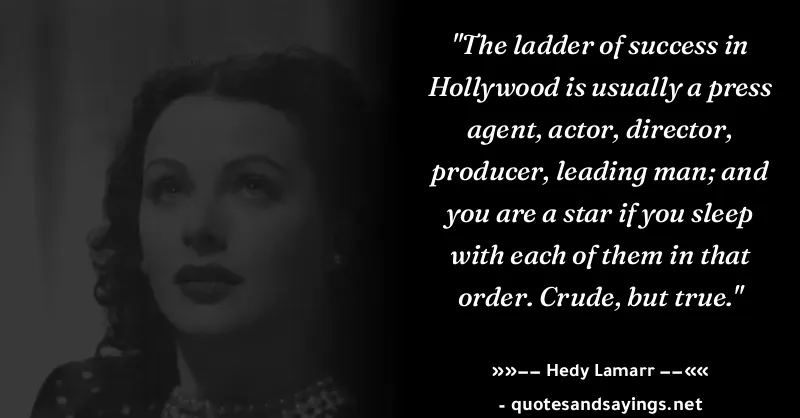 "The ladder of success in
Hollywood is usually a press
agent, actor, director,
producer, leading man; and
you are a star if you sleep
with each of them in that
order. Crude, but true."
»»–– Hedy Lamarr ––««
- quotesandsayings.net